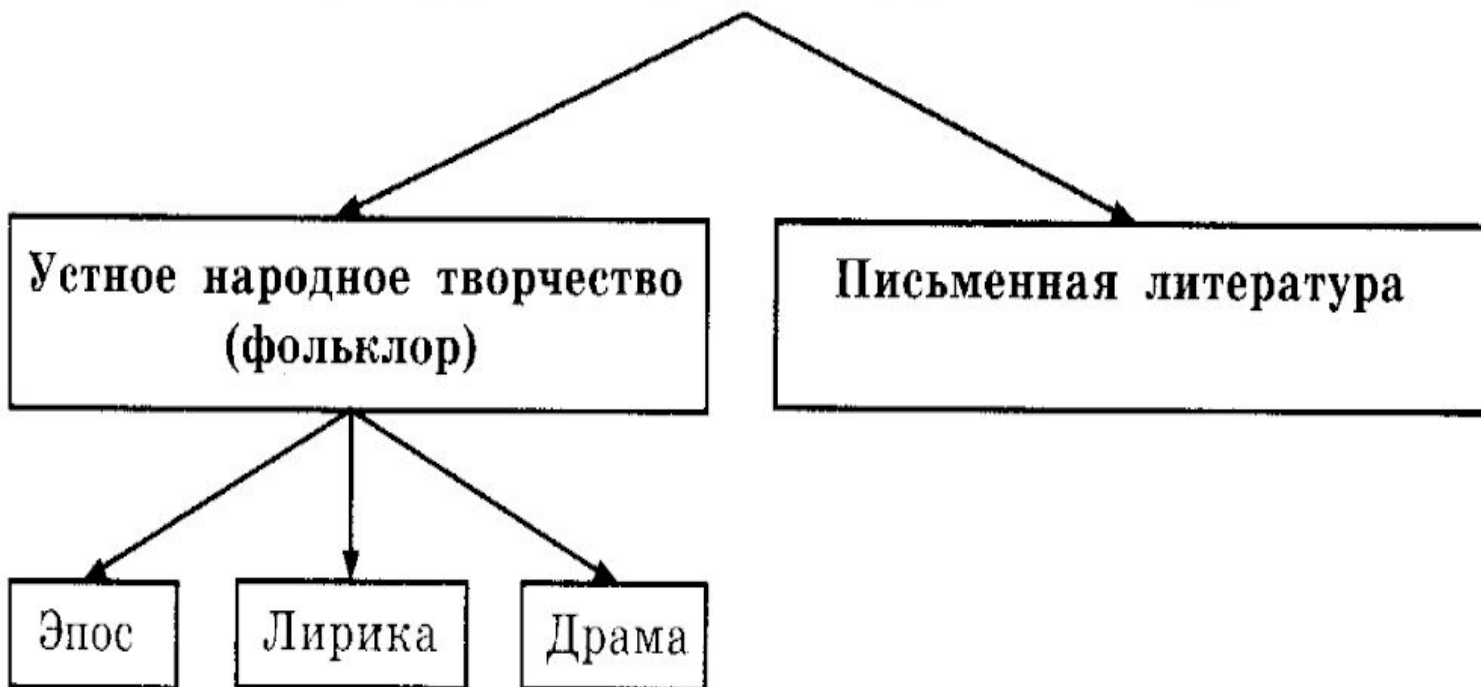 Устное народное творчество
(фольклор)
Письменная литература
Эпос
Лирика
Драма